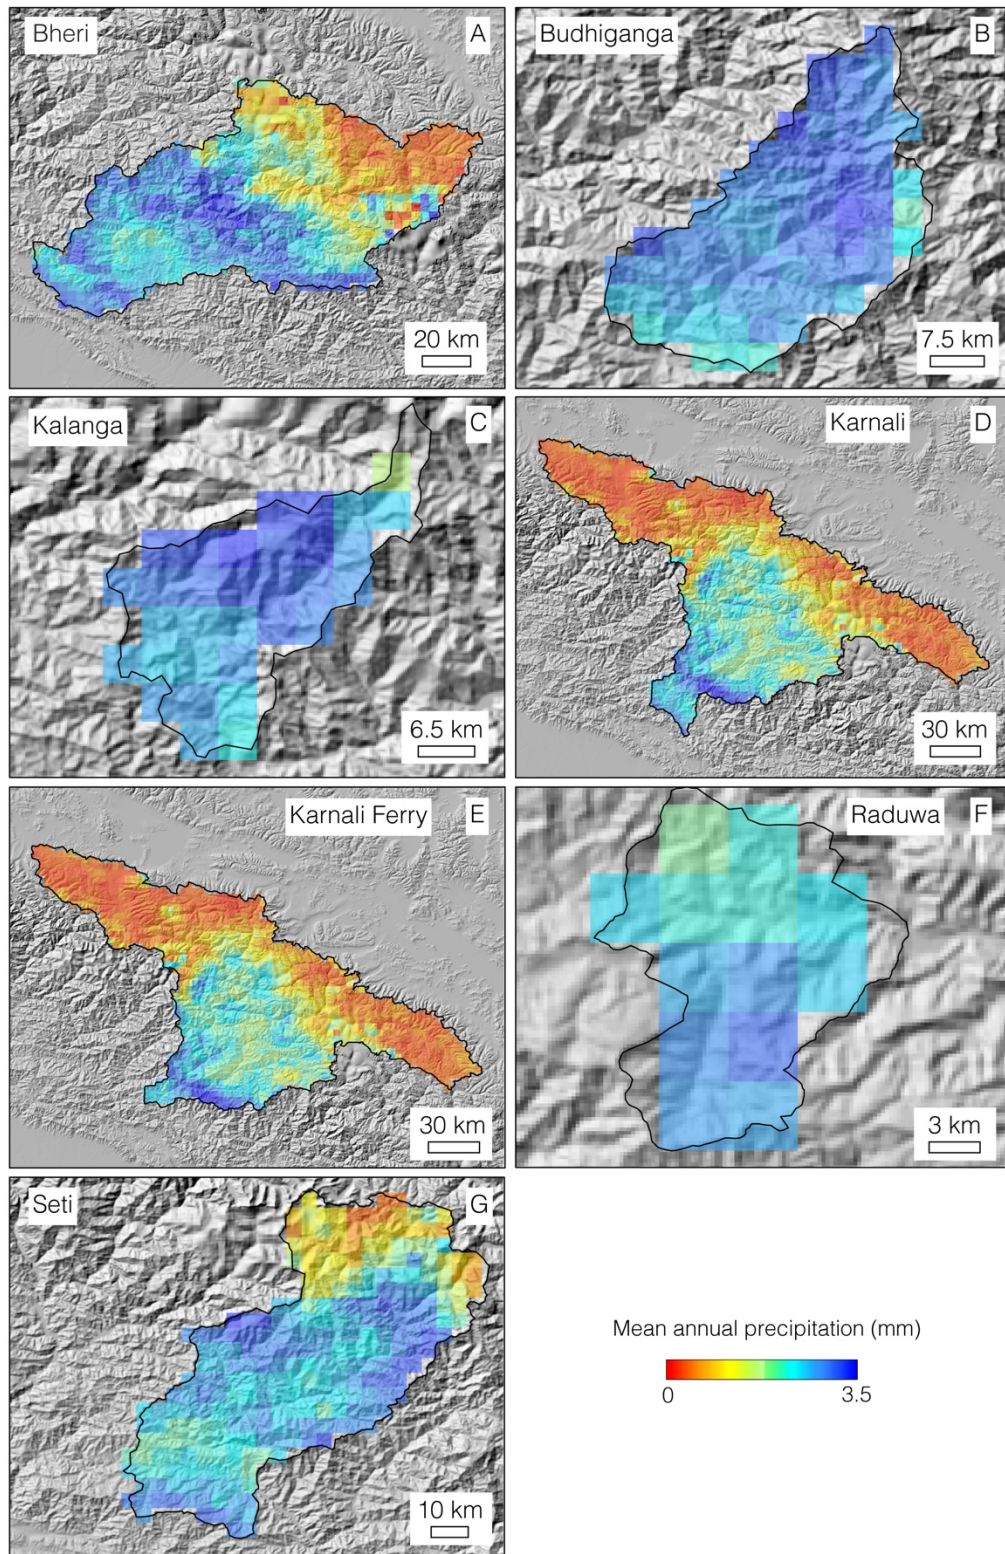 Bheri
A
20 km
Budhiganga
B
7.5 km
Kalanga
C
6.5 km
Karnali
D
30 km
Karnali Ferry
E
30 km
Raduwa
F
3 km
Seti
G
10 km
Mean annual precipitation (mm)
0
3.5